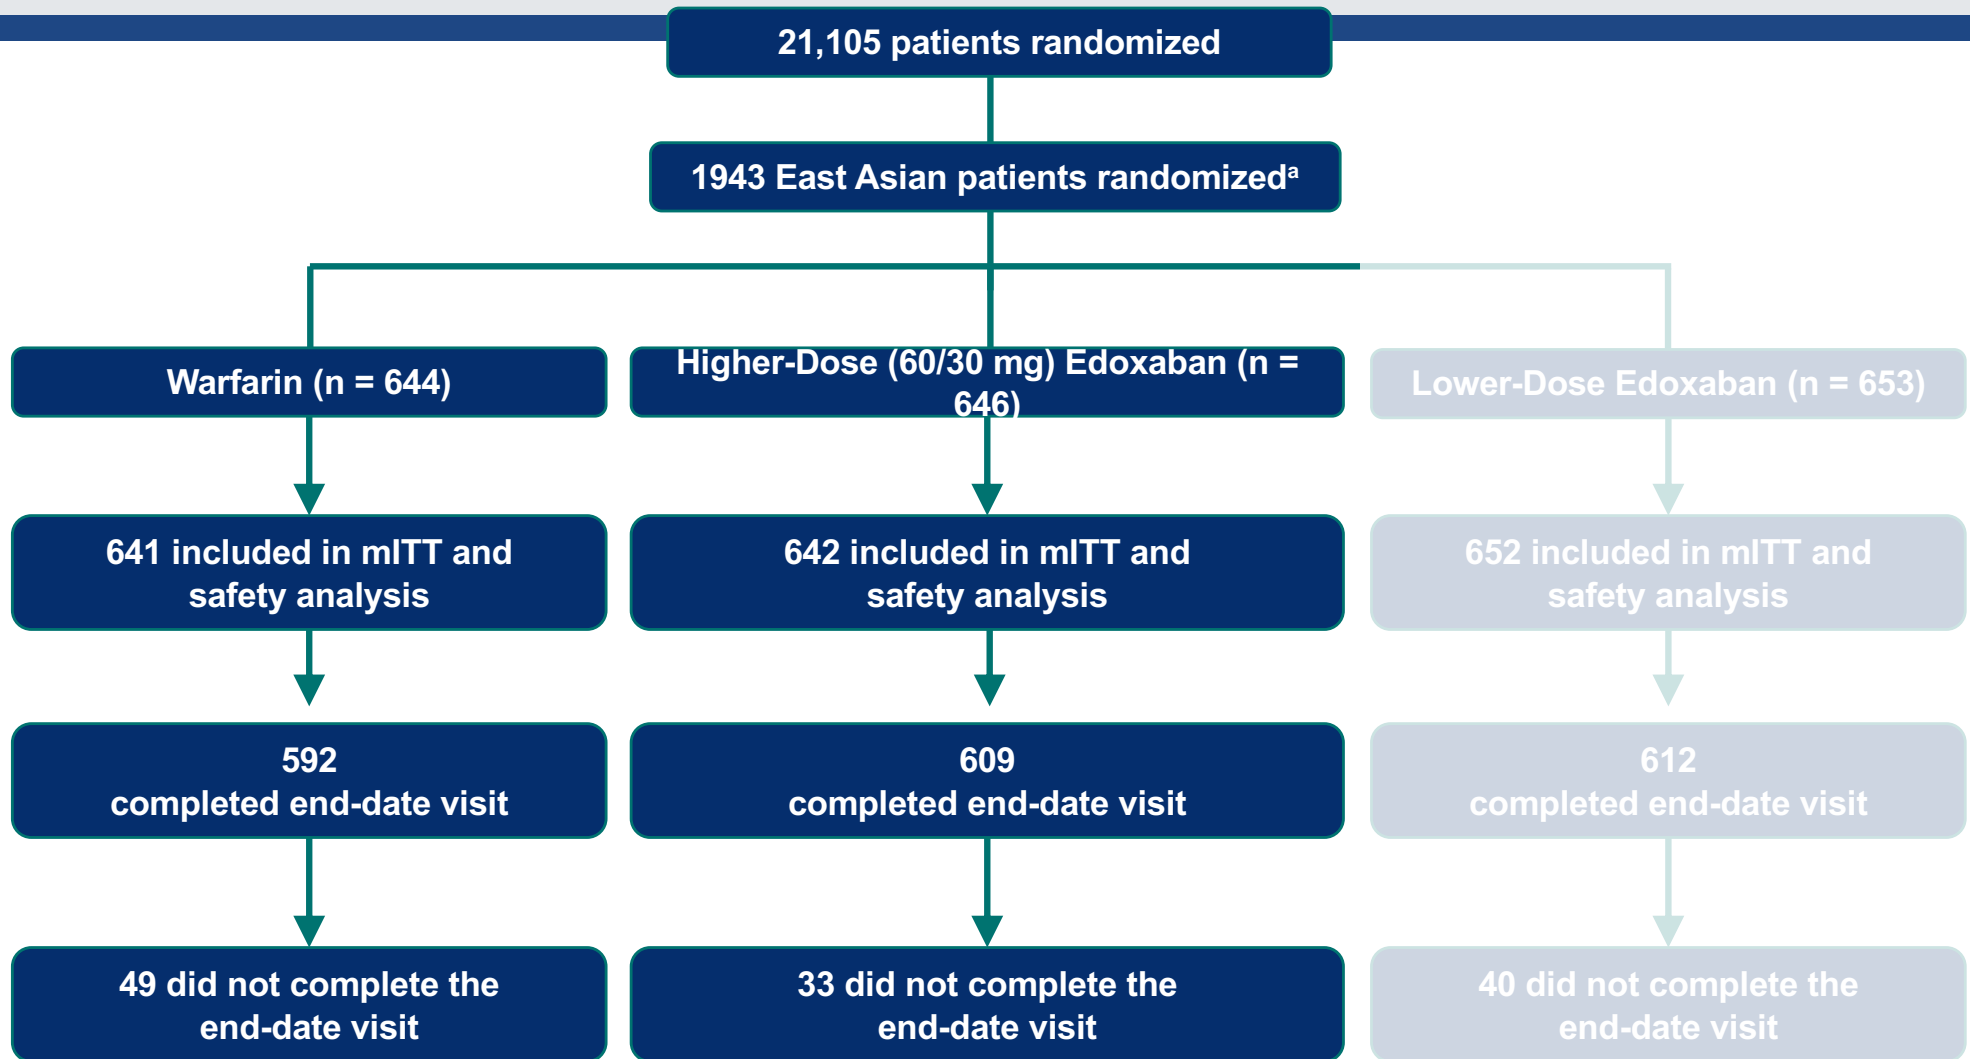 21,105 patients randomized
1943 East Asian patients randomizedᵃ
Warfarin (n = 644)
Higher-Dose (60/30 mg) Edoxaban (n =
646)
Lower-Dose Edoxaban (n = 653)
641 included in mITT and
safety analysis
642 included in mITT and
safety analysis
652 included in mITT and
safety analysis
592
completed end-date visit
609
completed end-date visit
612
completed end-date visit
49 did not complete the
end-date visit
33 did not complete the
end-date visit
40 did not complete the
end-date visit